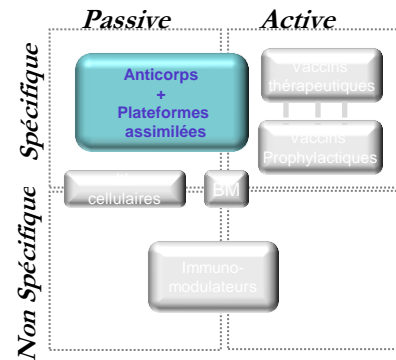 Passive Active
Spécifique
Anticorps
+
Plateformes
assimilées
Vaccins
thérapeutiques
Vaccins
Prophylactiques
cellulaires
BM
Non Spécifique
Immuno-
modulateurs